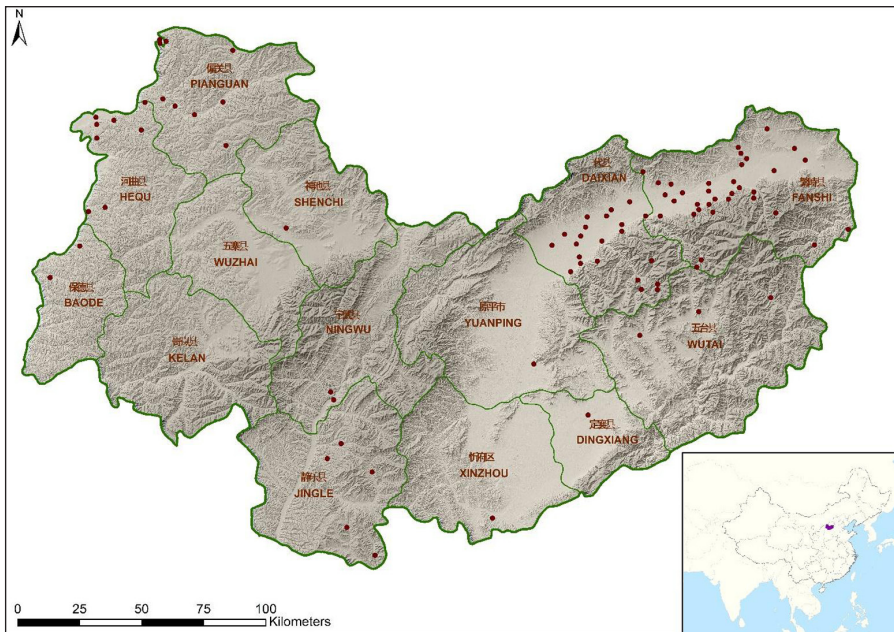 N
偏关县
PIANGUAN
河曲县
HEQU
神池县
SHENCHI
代县
DAIXIAN
繁峙县
FANSHI
五寨县
WUZHAI
保德县
BAODE
宁武县
NINGWU
原平市
YUANPING
KELAN
五台县
WUTAI
定襄县
DINGXIANG
忻府区
XINZHOU
静乐县
JINGLE
0 25 50 75 100
Kilometers